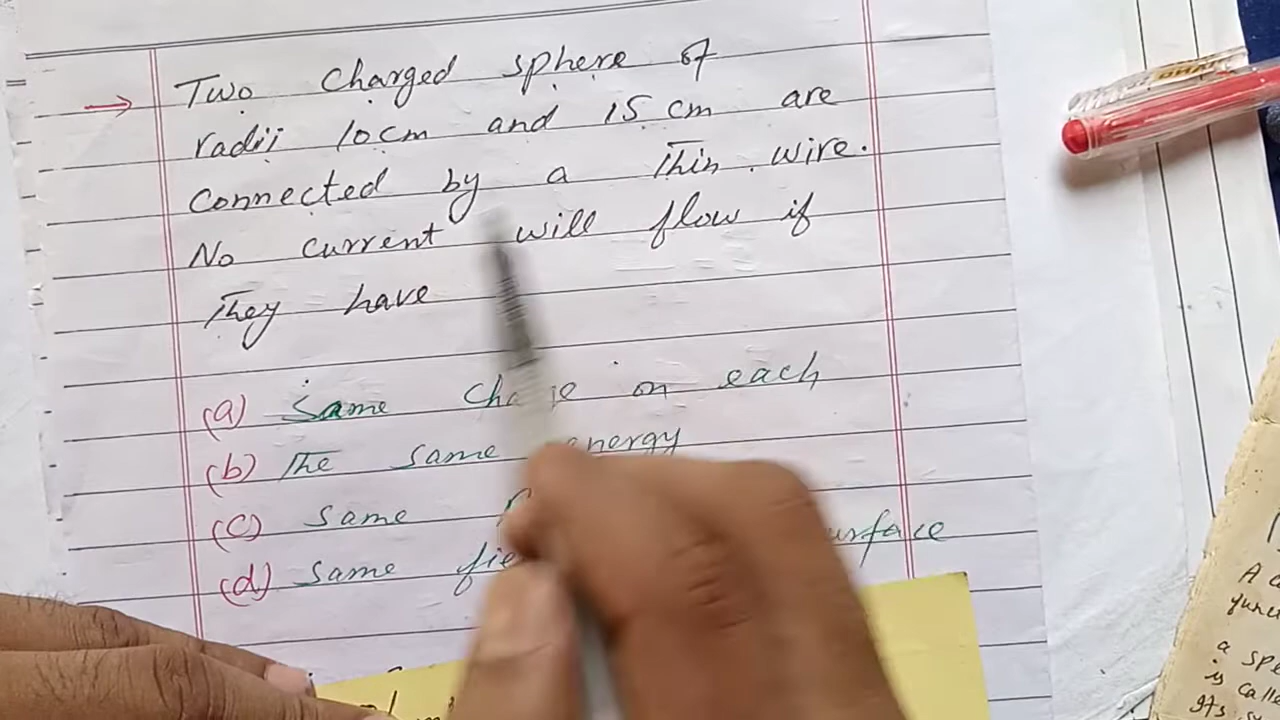 Two charged sphere of
radii 10cm and 15 cm are
connected by a thin wire.
No current will flow if
They have
(a) Same on each
(b) The same energy
(c) same
(d) same
A
a
is